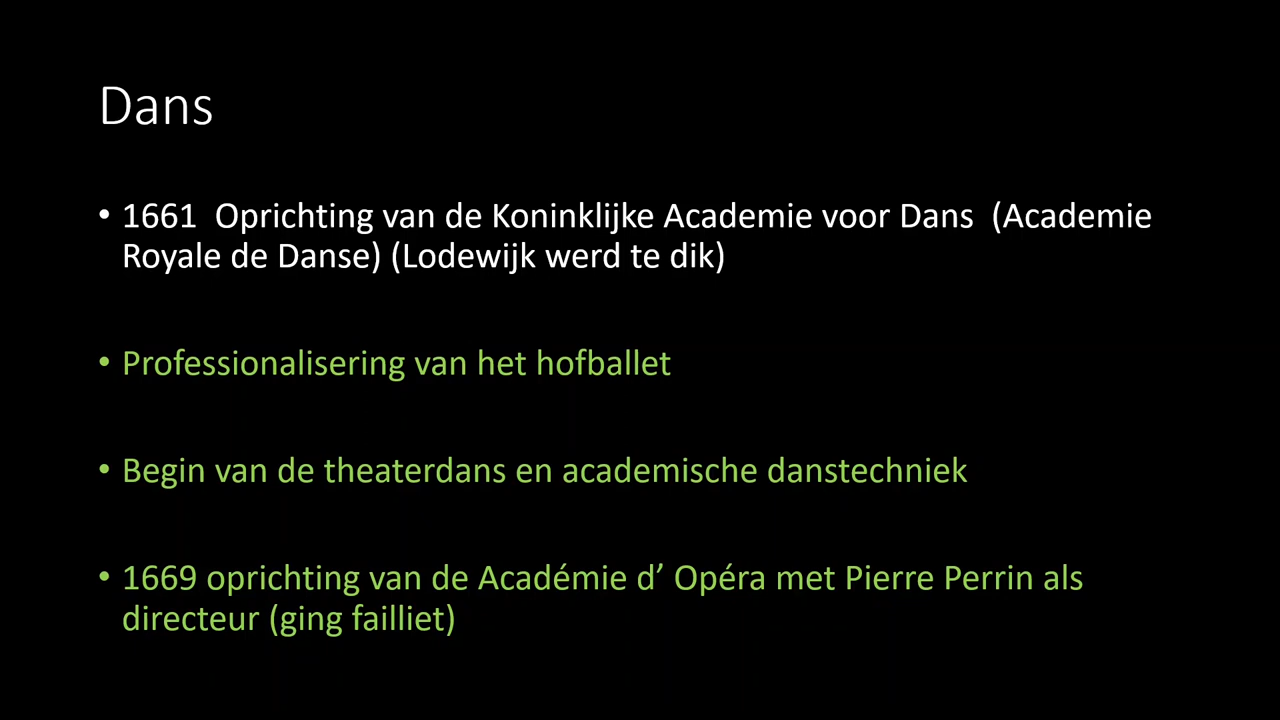 Dans
• 1661  Oprichting van de Koninklijke Academie voor Dans  (Academie
Royale de Danse) (Lodewijk werd te dik)
• Professionalisering van het hofballet
• Begin van de theaterdans en academische danstechniek
• 1669 oprichting van de Académie d’ Opéra met Pierre Perrin als
directeur (ging failliet)